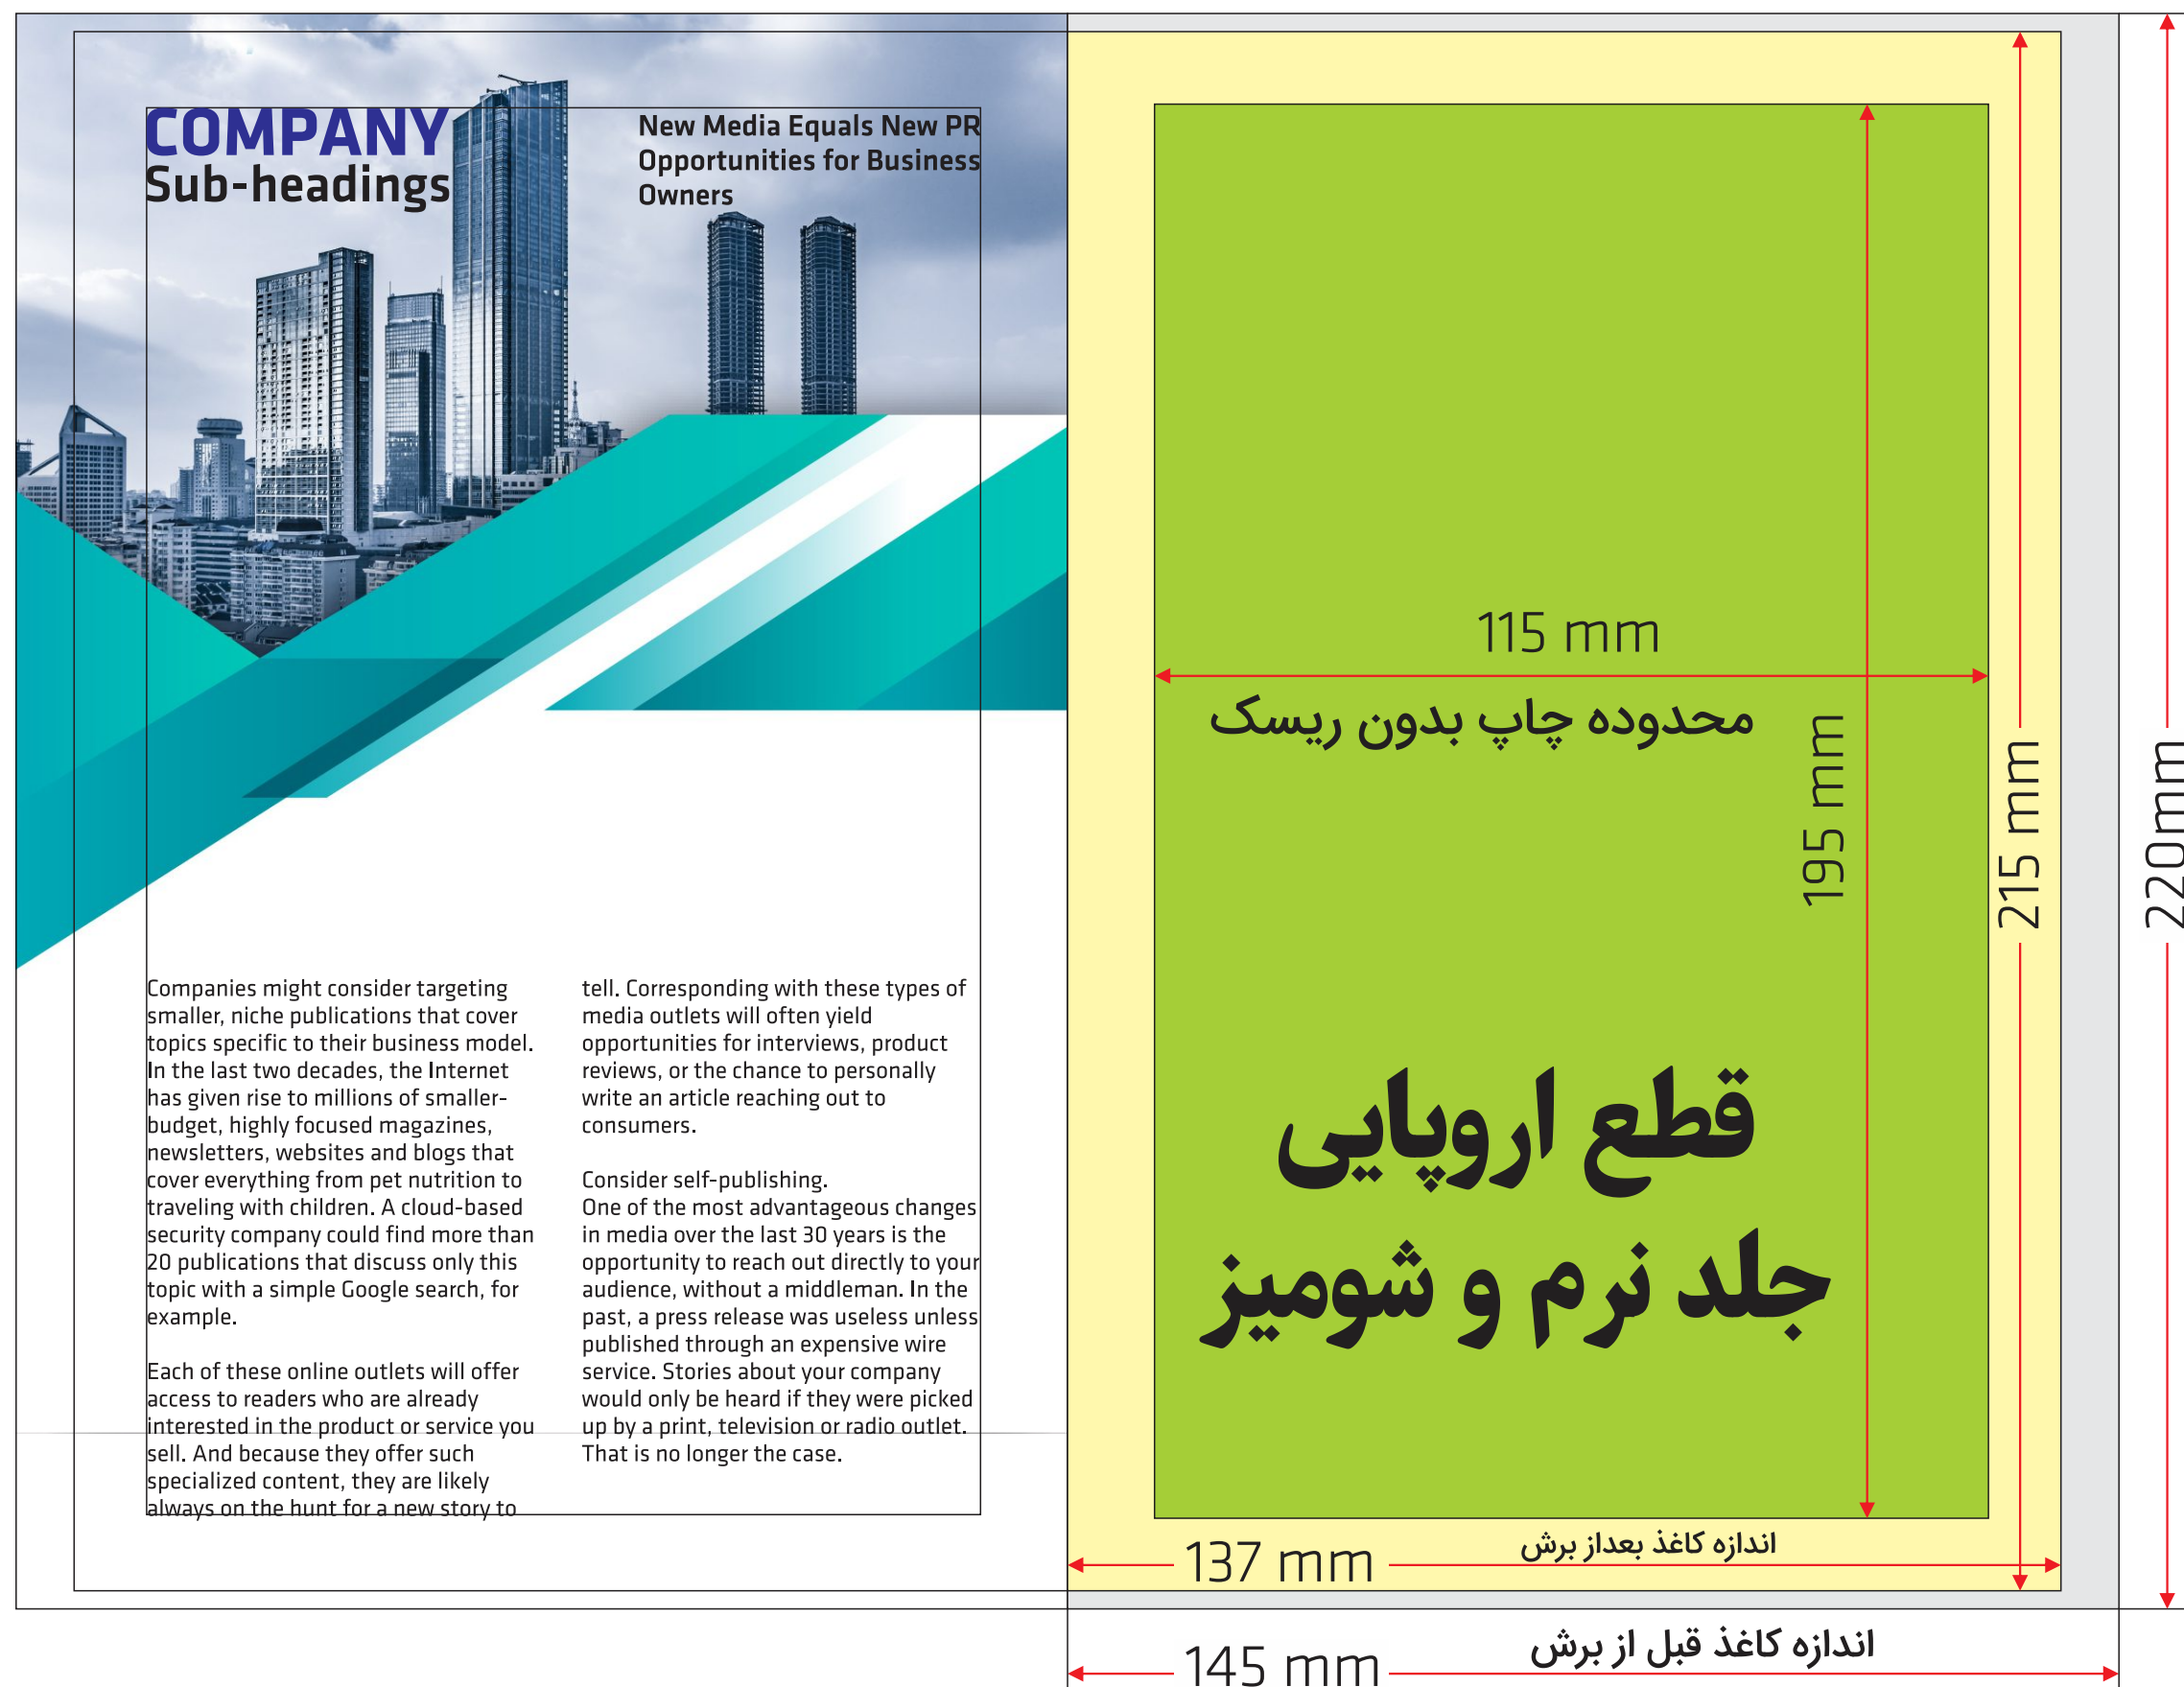 COMPANY
Sub-headings
New Media Equals New PR
Opportunities for Business
Owners
Companies might consider targeting
smaller, niche publications that cover
topics specific to their business model.
In the last two decades, the Internet
has given rise to millions of smaller-
budget, highly focused magazines,
newsletters, websites and blogs that
cover everything from pet nutrition to
traveling with children. A cloud-based
security company could find more than
20 publications that discuss only this
topic with a simple Google search, for
example.
Each of these online outlets will offer
access to readers who are already
interested in the product or service you
sell. And because they offer such
specialized content, they are likely
always on the hunt for a new story to
tell. Corresponding with these types of
media outlets will often yield
opportunities for interviews, product
reviews, or the chance to personally
write an article reaching out to
consumers.
Consider self-publishing.
One of the most advantageous changes
in media over the last 30 years is the
opportunity to reach out directly to your
audience, without a middleman. In the
past, a press release was useless unless
published through an expensive wire
service. Stories about your company
would only be heard if they were picked
up by a print, television or radio outlet.
That is no longer the case.
115 mm
محدوده چاپ بدون ریسک
195 mm
215 mm
220mm
قطع اروپایی
جلد نرم و شومیز
اندازه کاغذ بعداز برش
137 mm
اندازه کاغذ قبل از برش
145 mm